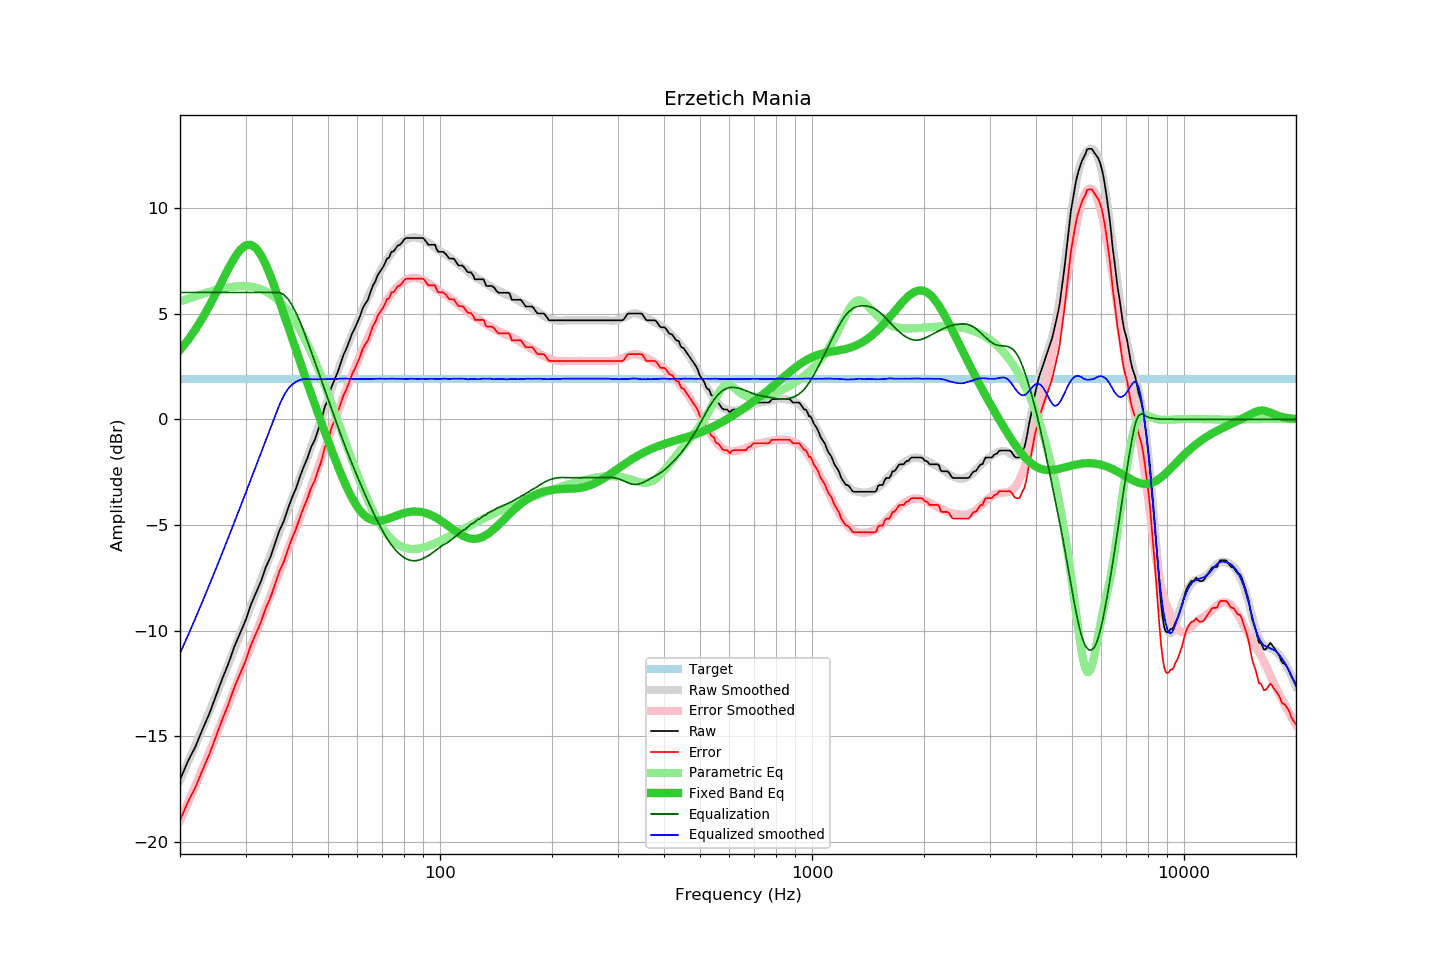 Erzetich Mania
Amplitude (dBr)
10
5
0
−5
−10
−15
−20
100
1000
10000
Frequency (Hz)
Target
Raw Smoothed
Error Smoothed
Raw
Error
Parametric Eq
Fixed Band Eq
Equalization
Equalized smoothed